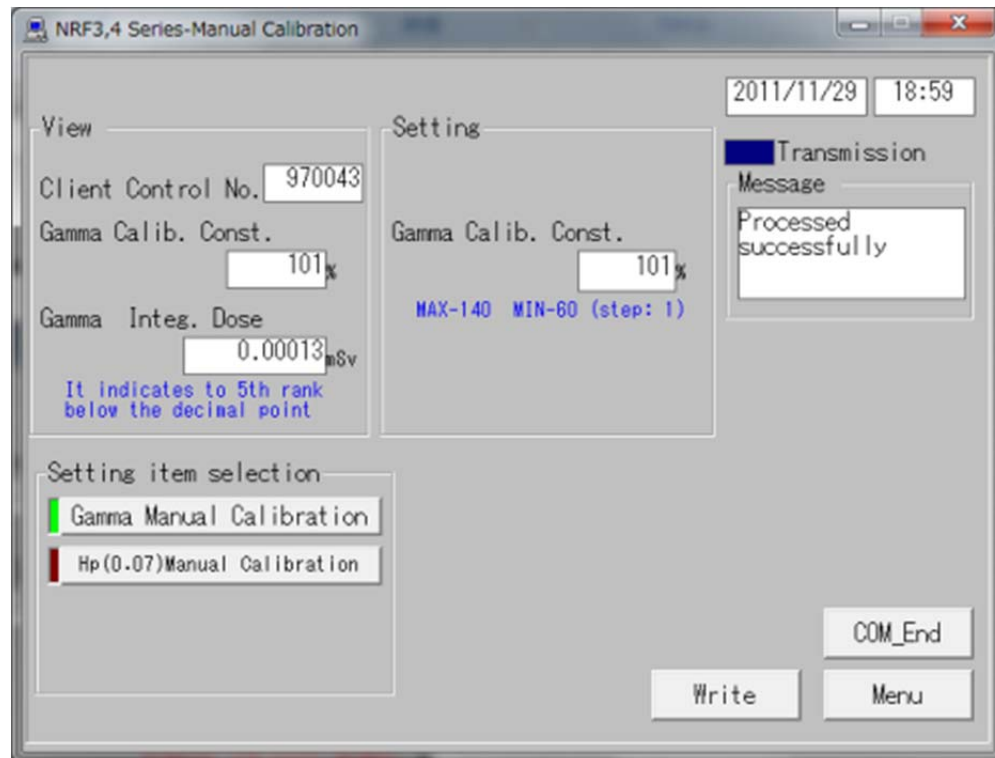 NRF3,4 Series-Manual Calibration
2011/11/29 18:59
View
Client Control No. 970043
Gamma Calib. Const.
101%
Gamma Integ. Dose
0.00013mSv
It indicates to 5th rank
below the decimal point
Setting
Gamma Calib. Const.
101%
MAX-140 MIN-60 (step: 1)
Transmission
Message
Processed
successfully
Setting item selection
Gamma Manual Calibration
Hp(0.07)Manual Calibration
COM_End
Write
Menu